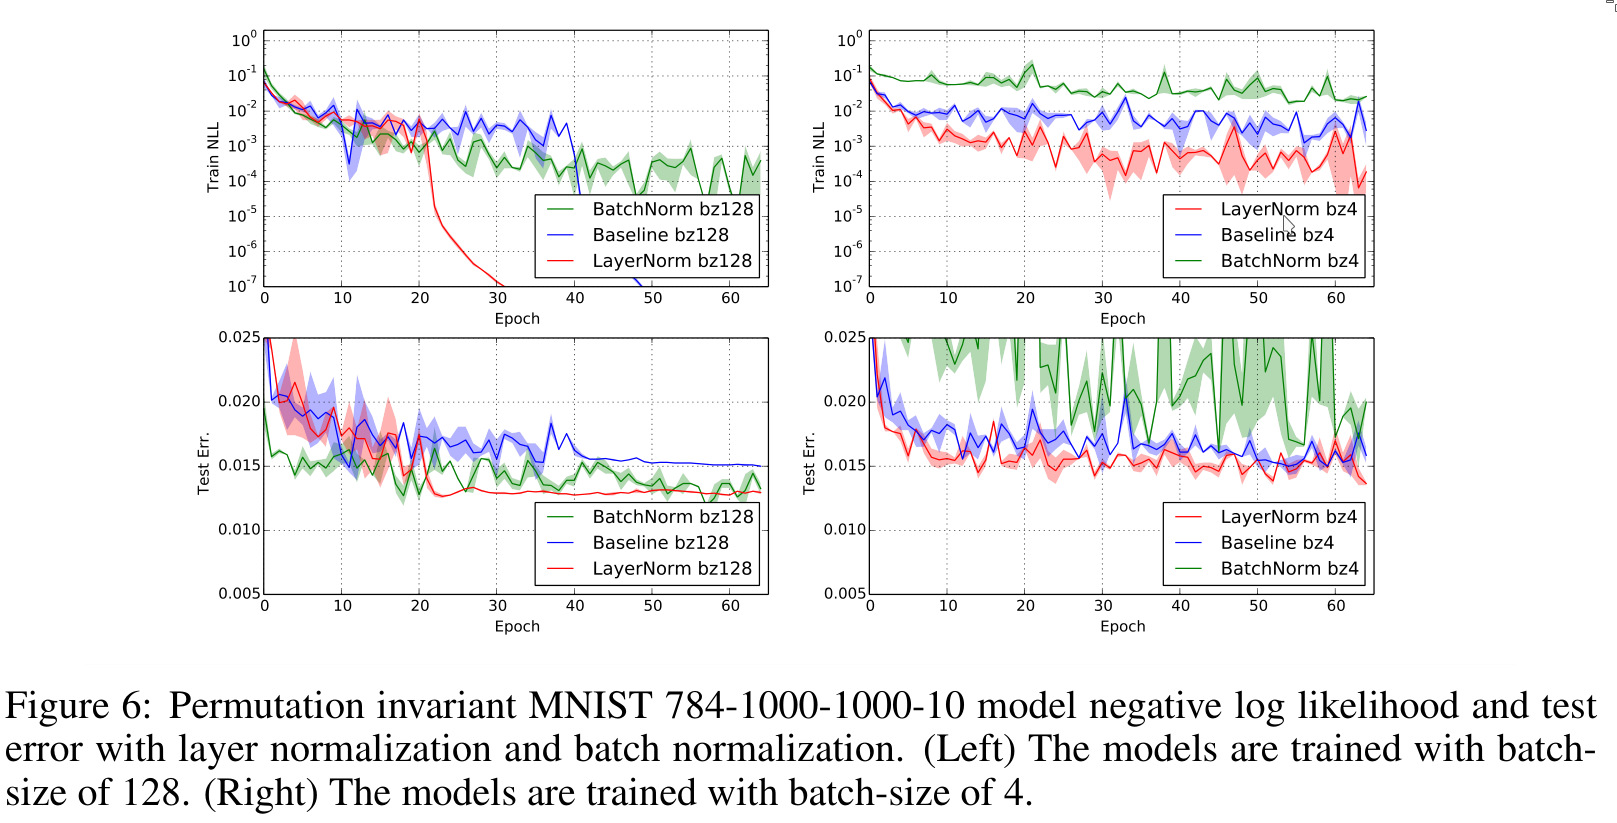 10^0
10^-1
10^-2
10^-3
10^-4
10^-5
10^-6
10^-7
Train NLL
BatchNorm bz128
Baseline bz128
LayerNorm bz128
0 10 20 30 40 50 60
Epoch
10^0
10^-1
10^-2
10^-3
10^-4
10^-5
10^-6
10^-7
Train NLL
LayerNorm bz4
Baseline bz4
BatchNorm bz4
0 10 20 30 40 50 60
Epoch
0.025
0.020
0.015
0.010
0.005
Test Err.
BatchNorm bz128
Baseline bz128
LayerNorm bz128
0 10 20 30 40 50 60
Epoch
0.025
0.020
0.015
0.010
0.005
Test Err.
LayerNorm bz4
Baseline bz4
BatchNorm bz4
0 10 20 30 40 50 60
Epoch
Figure 6: Permutation invariant MNIST 784-1000-1000-10 model negative log likelihood and test
error with layer normalization and batch normalization. (Left) The models are trained with batch-
size of 128. (Right) The models are trained with batch-size of 4.